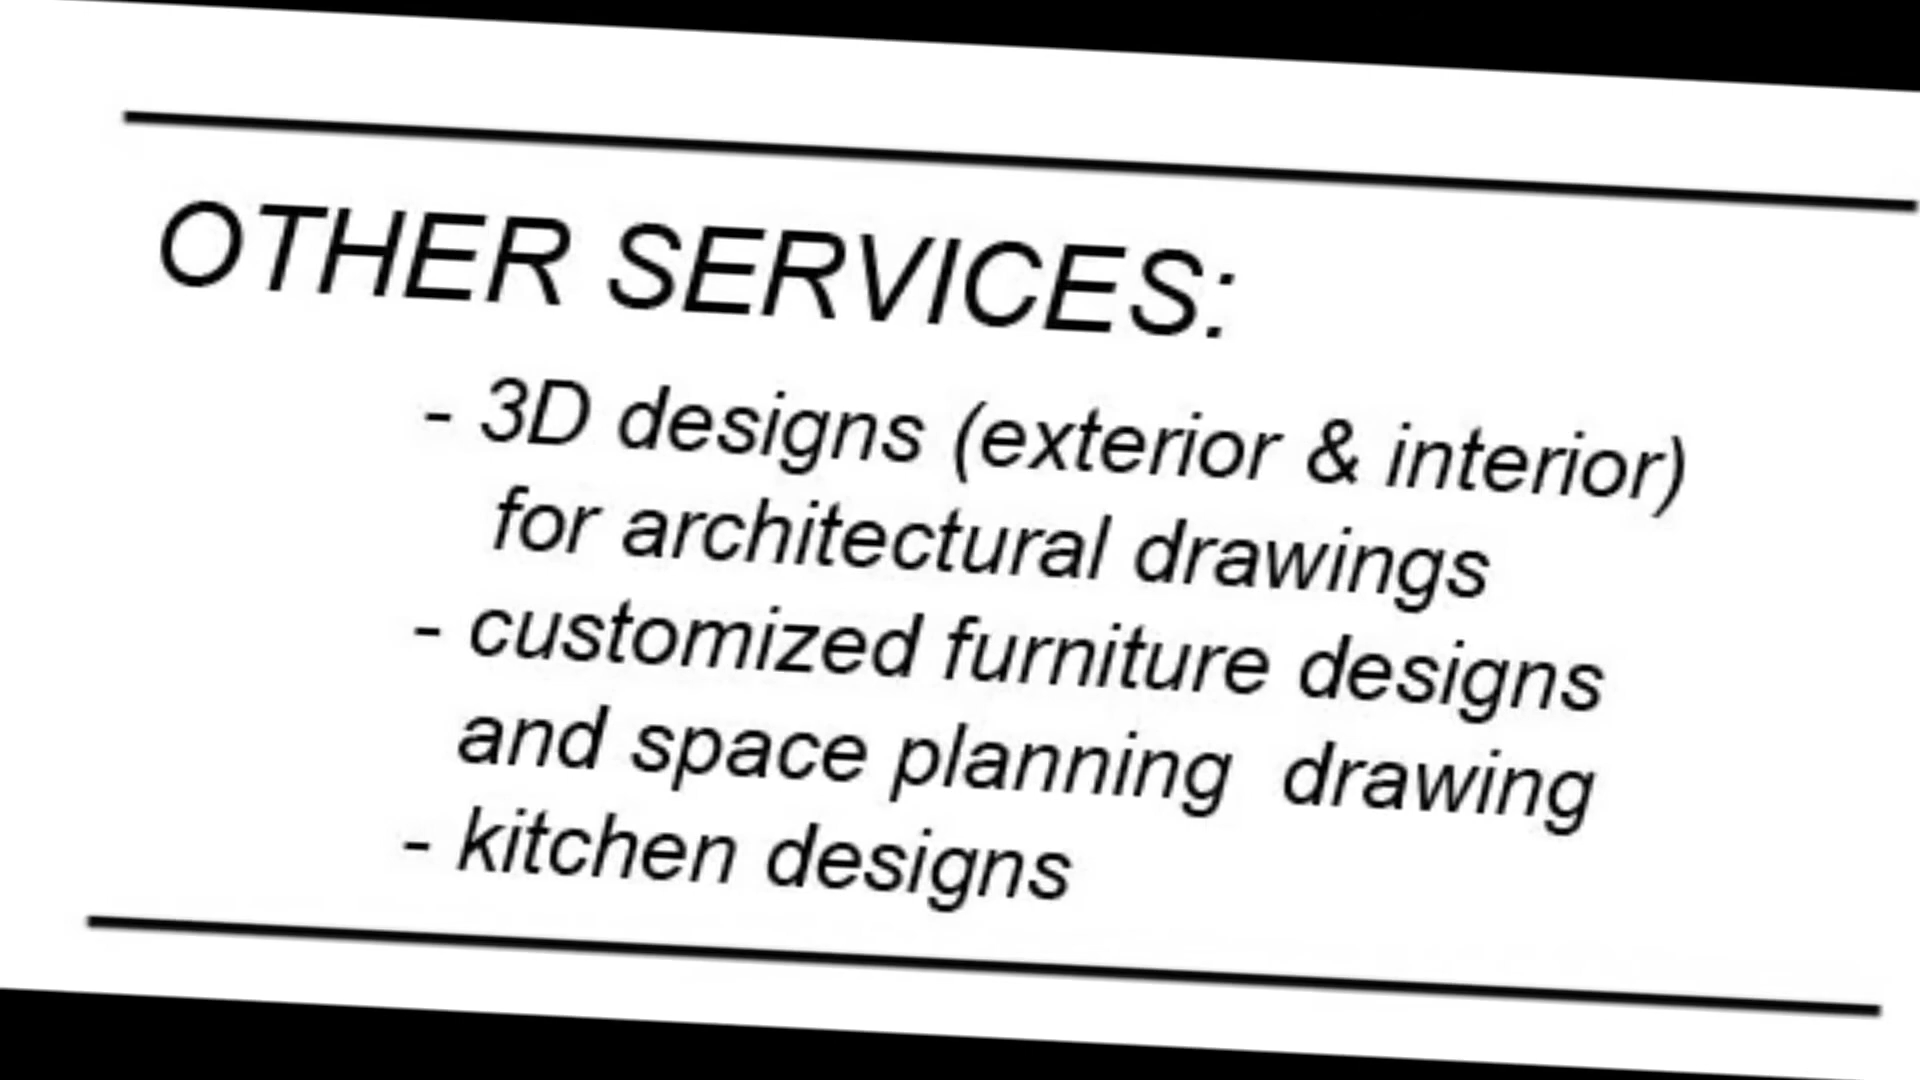 OTHER SERVICES:
- 3D designs (exterior & interior)
for architectural drawings
- customized furniture designs
and space planning  drawing
- kitchen designs